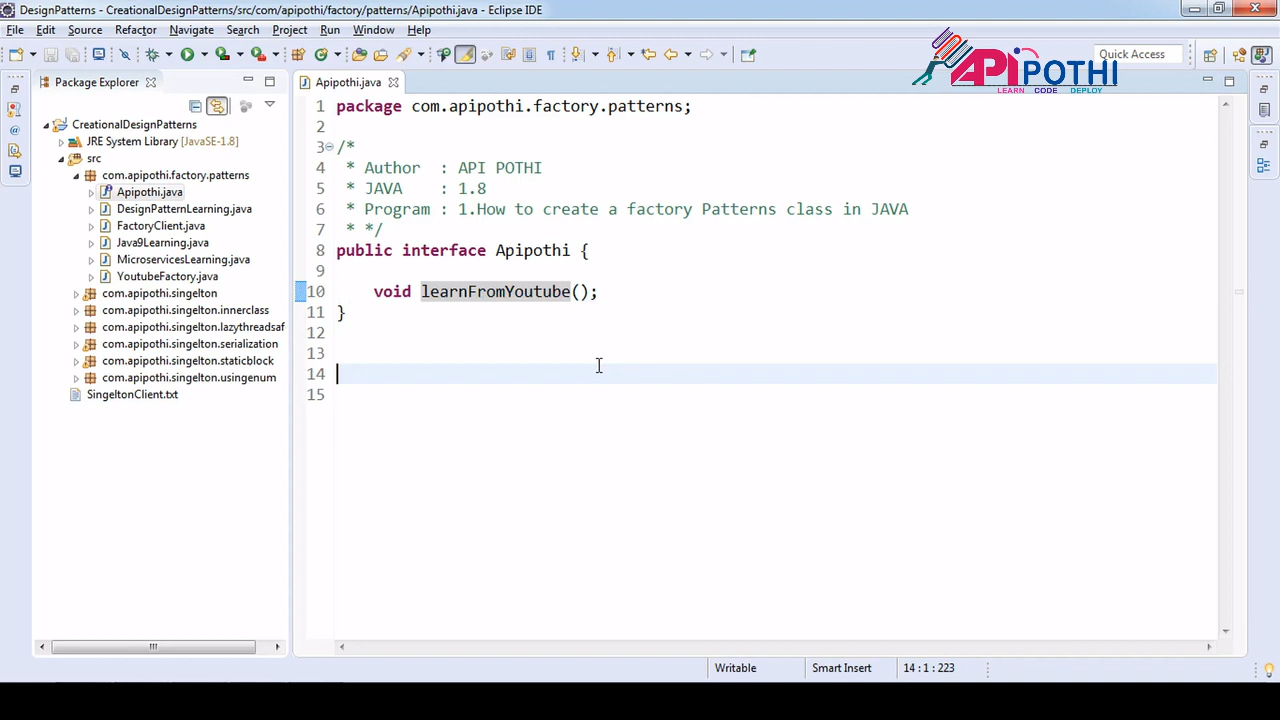 DesignPatterns - CreationalDesignPatterns/src/com/apipothi/factory/patterns/Apipothi.java - Eclipse IDE
File Edit Source Refactor Navigate Search Project Run Window Help
Quick Access
APIPOTHI
LEARN CODE DEPLOY
Package Explorer
CreationalDesignPatterns
JRE System Library [JavaSE-1.8]
src
com.apipothi.factory.patterns
Apipothi.java
DesignPatternLearning.java
FactoryClient.java
Java9Learning.java
MicroservicesLearning.java
YoutubeFactory.java
com.apipothi.singelton
com.apipothi.singelton.innerclass
com.apipothi.singelton.lazythreadsaf
com.apipothi.singelton.serialization
com.apipothi.singelton.staticblock
com.apipothi.singelton.usingenum
SingeltonClient.txt
Apipothi.java
1 package com.apipothi.factory.patterns;
2
3 /*
4 * Author : API POTHI
5 * JAVA : 1.8
6 * Program : 1.How to create a factory Patterns class in JAVA
7 * */
8 public interface Apipothi {
9
10 void learnFromYoutube();
11 }
12
13
14
15
Writable Smart Insert 14 : 1 : 223